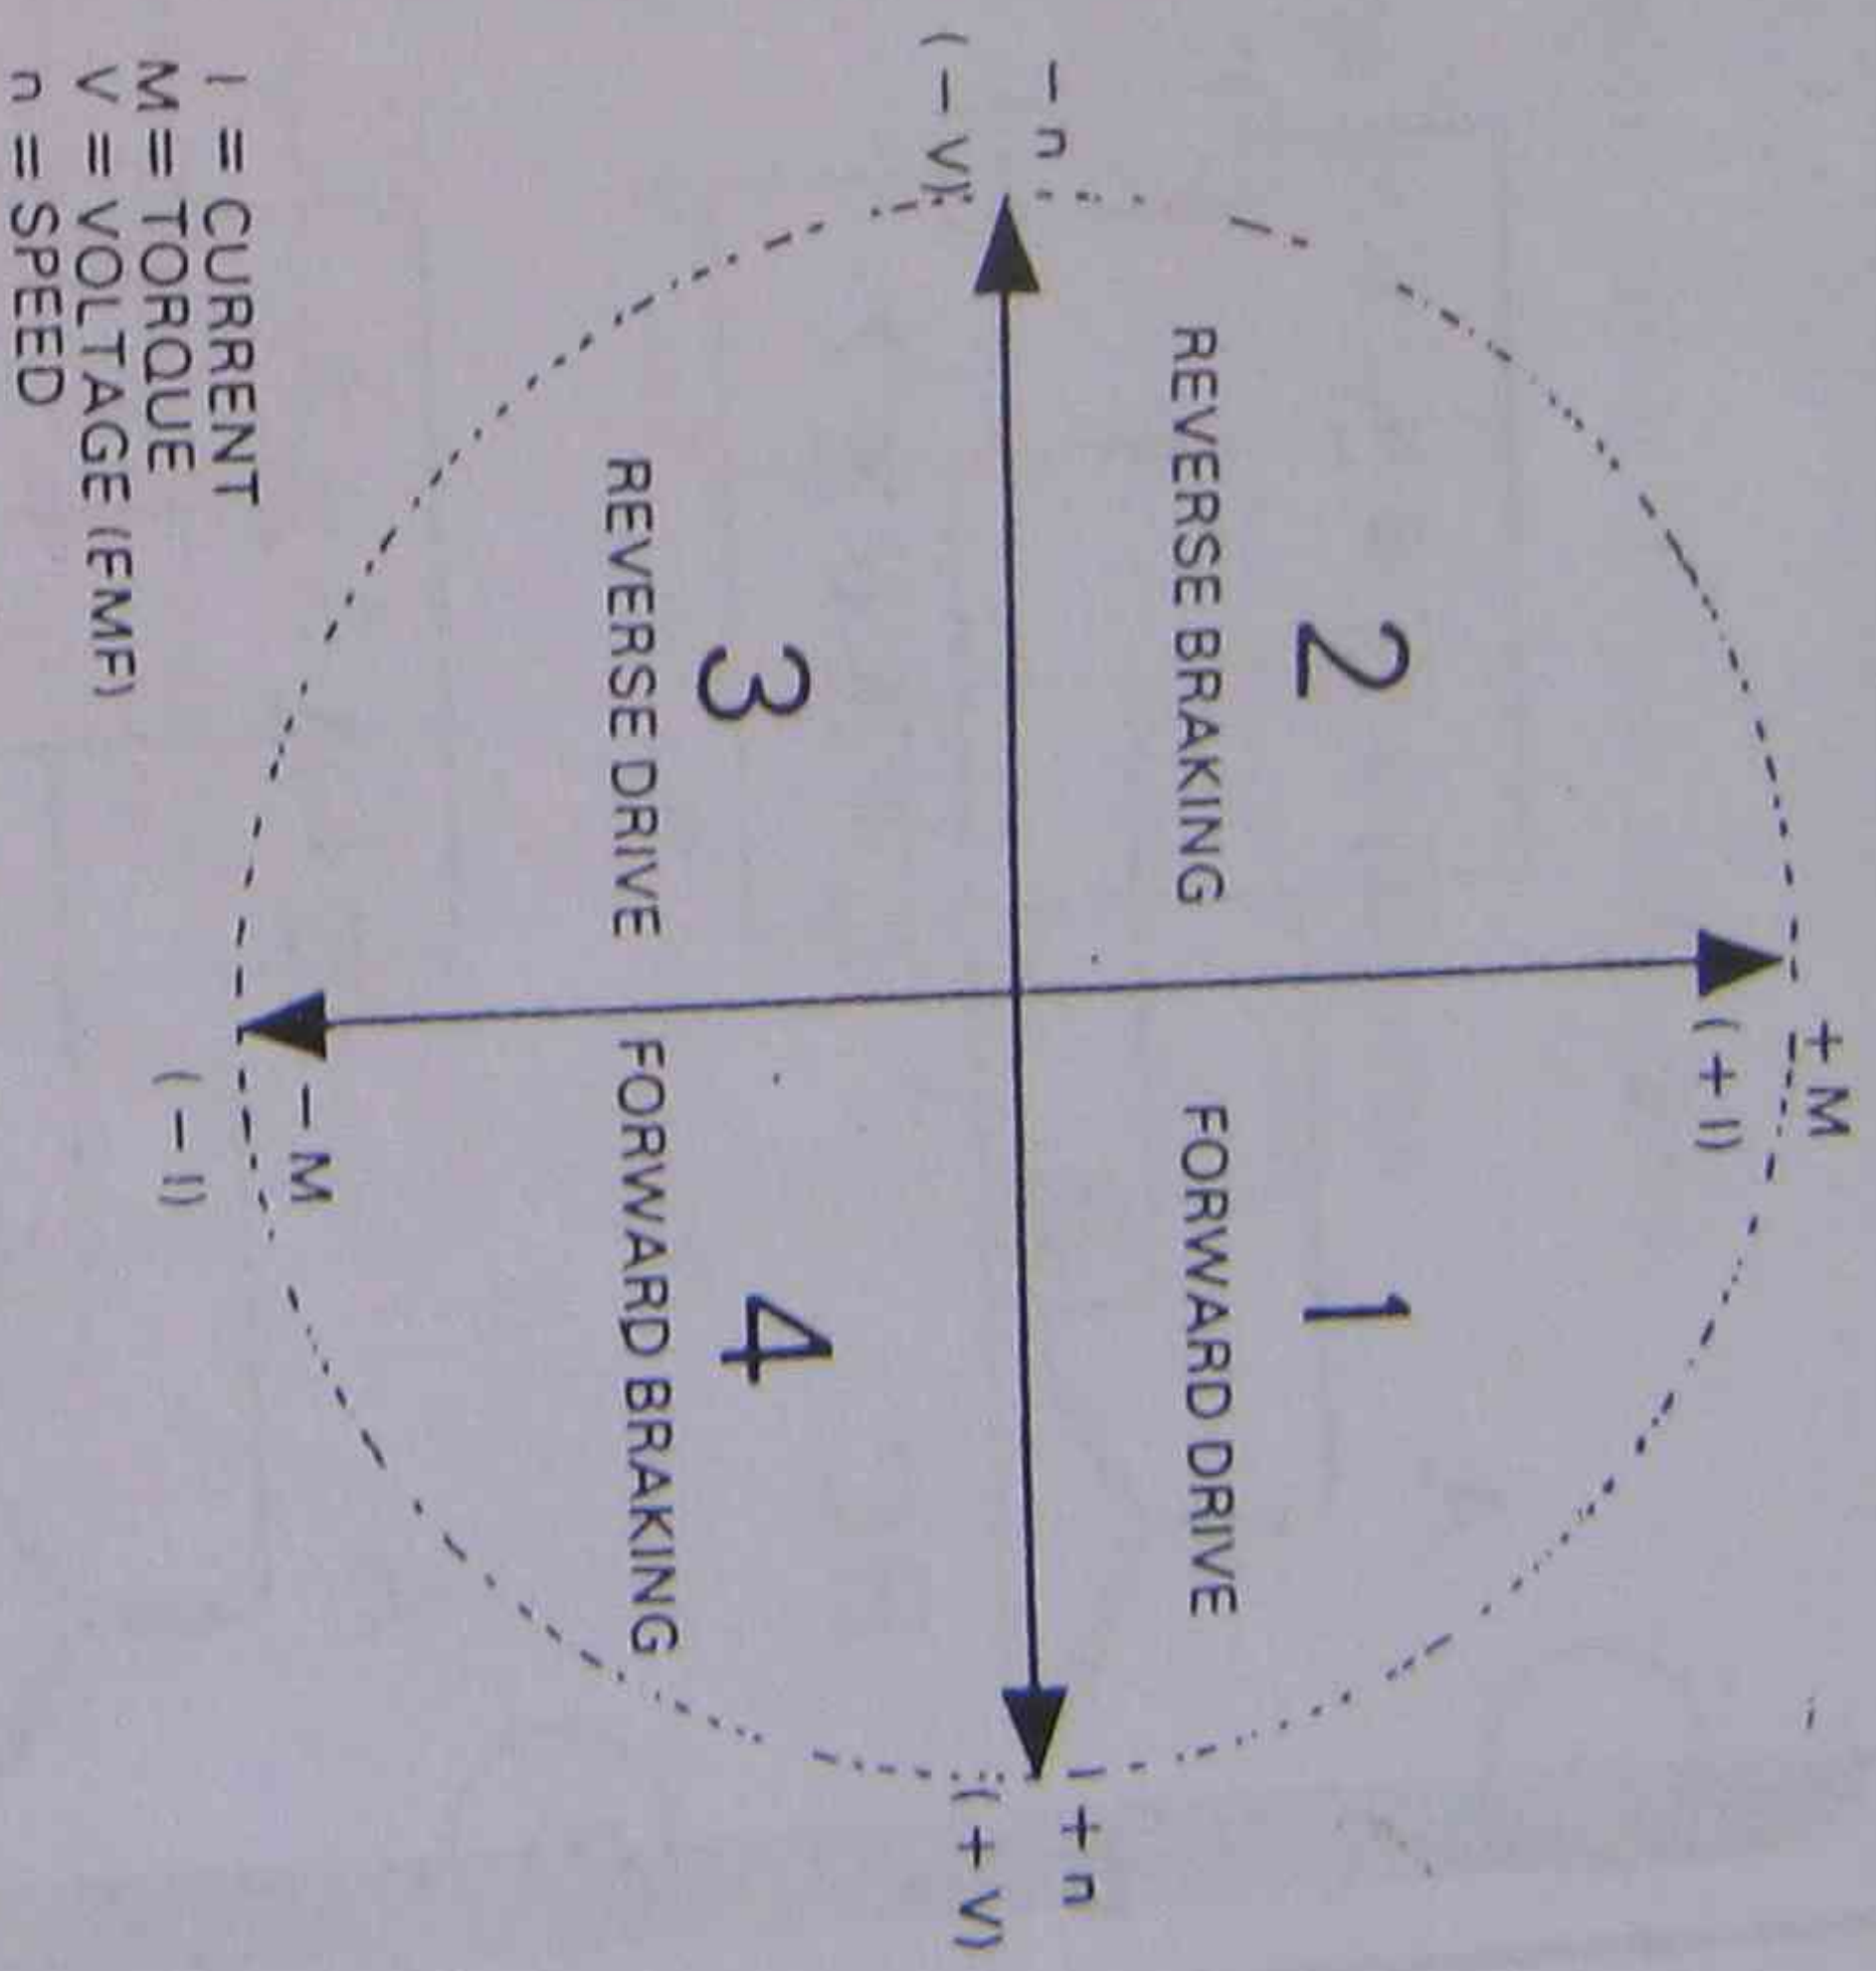 + M
(+ I)
2
1
REVERSE BRAKING
FORWARD DRIVE
- n
(- V)
+ n
(+ V)
3
4
REVERSE DRIVE
FORWARD BRAKING
- M
(- I)
I = CURRENT
M = TORQUE
V = VOLTAGE (EMF)
n = SPEED